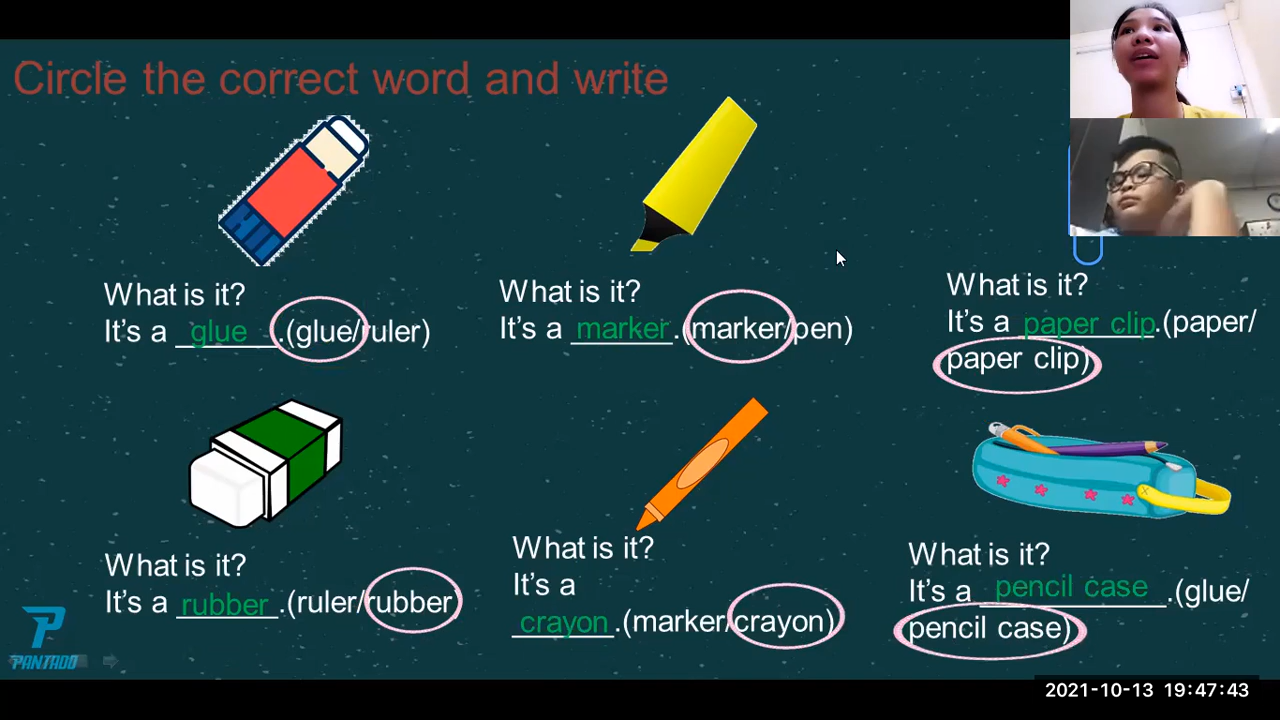 Circle the correct word and write
What is it?
It's a glue.(glue/ruler)
What is it?
It's a marker.(marker/pen)
What is it?
It's a paper clip.(paper/
paper clip)
What is it?
It's a rubber.(ruler/rubber)
What is it?
It's a
crayon.(marker/crayon)
What is it?
It's a pencil case.(glue/
pencil case)
PANTADO
2021-10-13 19:47:43